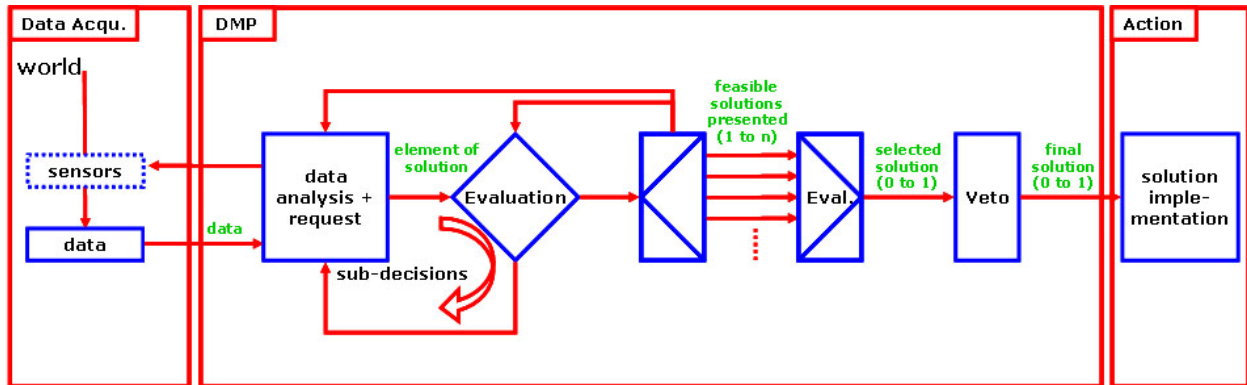 Data Acqu.
DMP
Action
world
sensors
data
data
data
analysis +
request
element of
solution
Evaluation
sub-decisions
feasible
solutions
presented
(1 to n)
Eval.
selected
solution
(0 to 1)
Veto
final
solution
(0 to 1)
solution
imple-
mentation